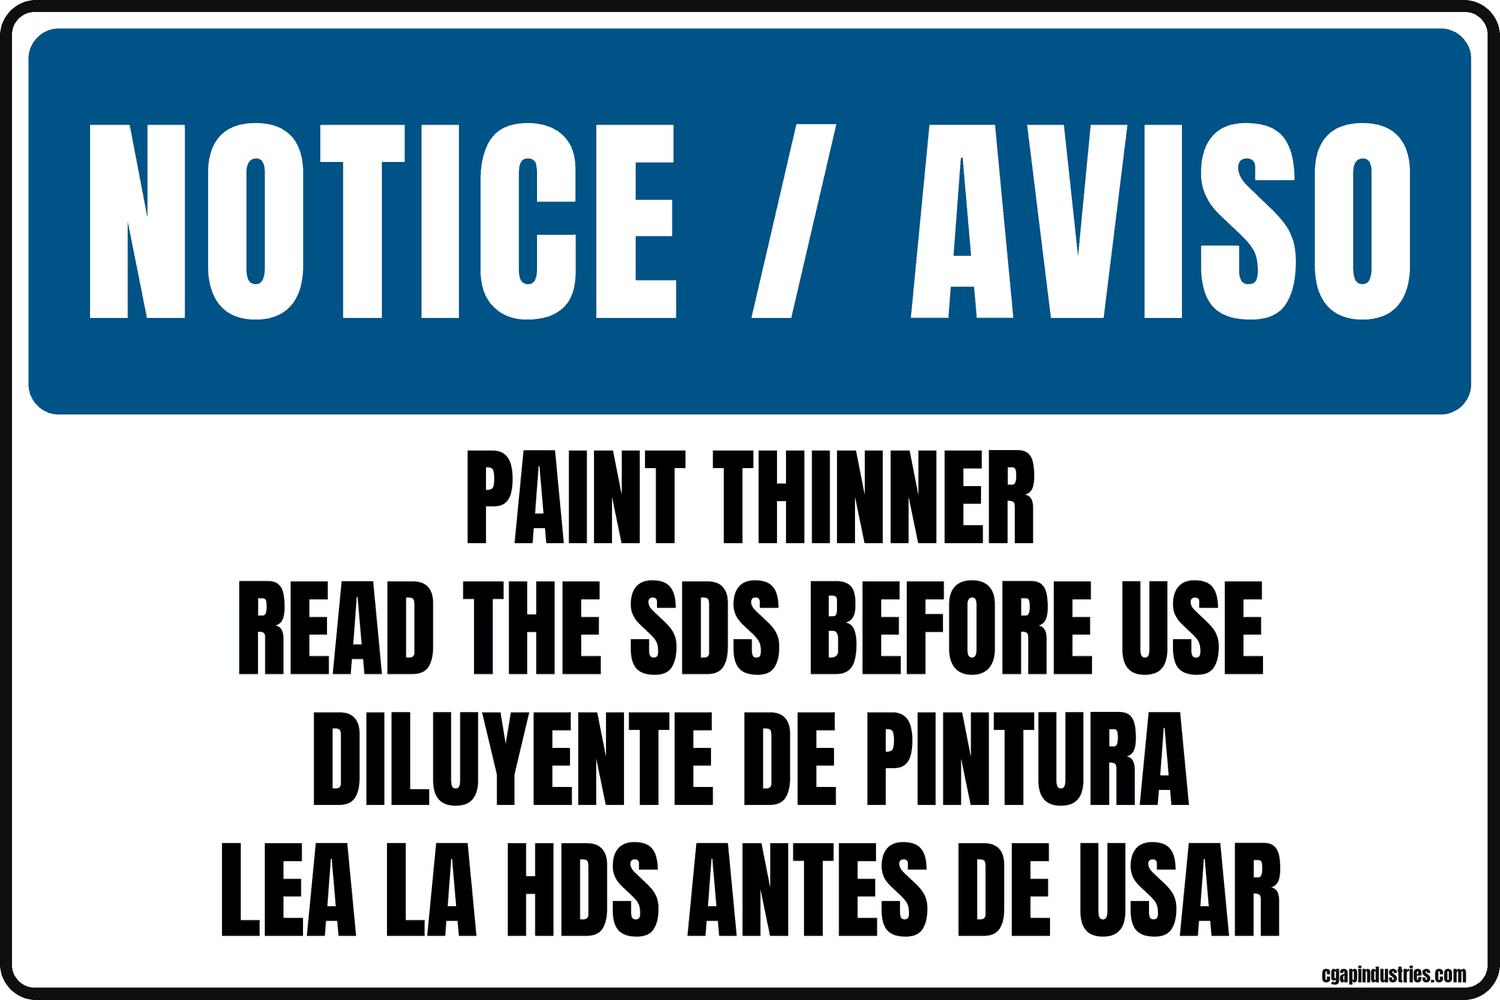 NOTICE / AVISO
PAINT THINNER
READ THE SDS BEFORE USE
DILUYENTE DE PINTURA
LEA LA HDS ANTES DE USAR
cgapindustries.com